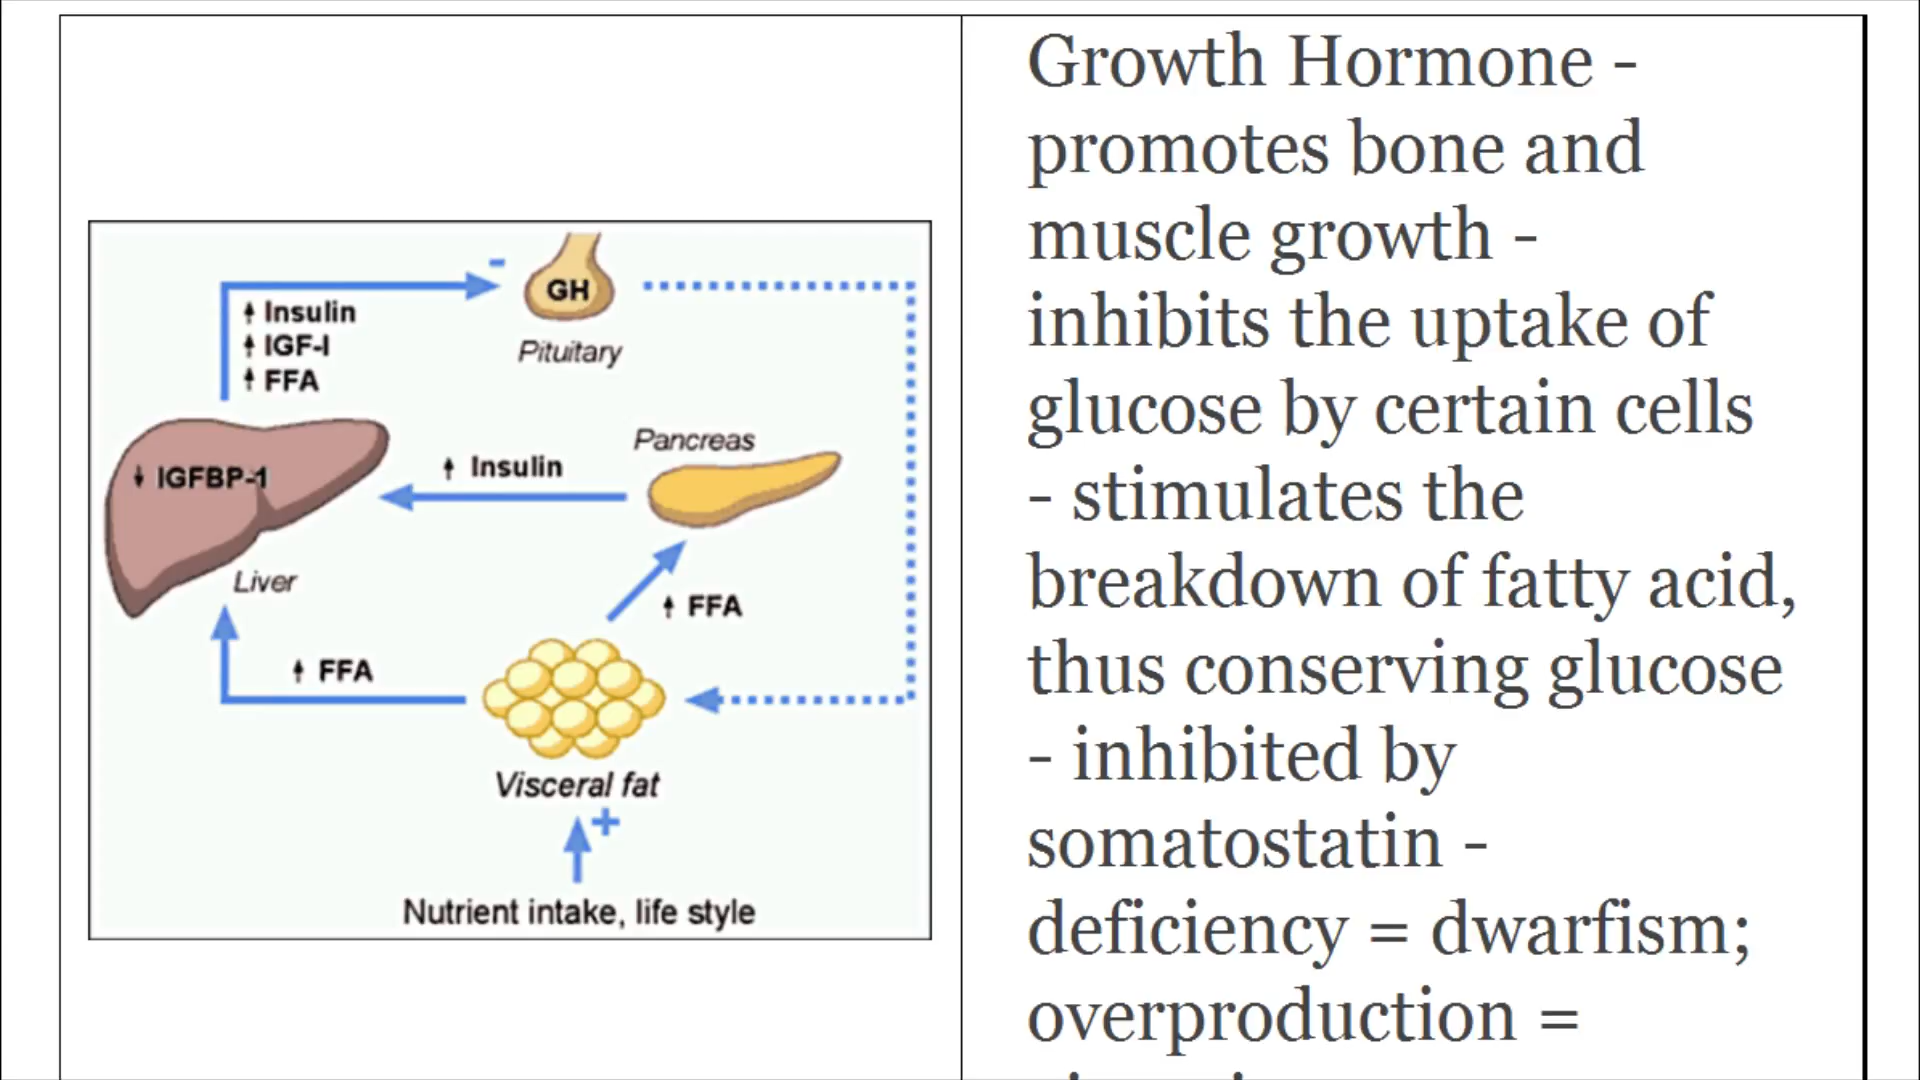 -
GH
↑ Insulin
↑ IGF-I
↑ FFA
Pituitary
Pancreas
↑ Insulin
↓ IGFBP-1
Liver
↑ FFA
↑ FFA
Visceral fat
+
Nutrient intake, life style
Growth Hormone -
promotes bone and
muscle growth -
inhibits the uptake of
glucose by certain cells
- stimulates the
breakdown of fatty acid,
thus conserving glucose
- inhibited by
somatostatin -
deficiency = dwarfism;
overproduction =